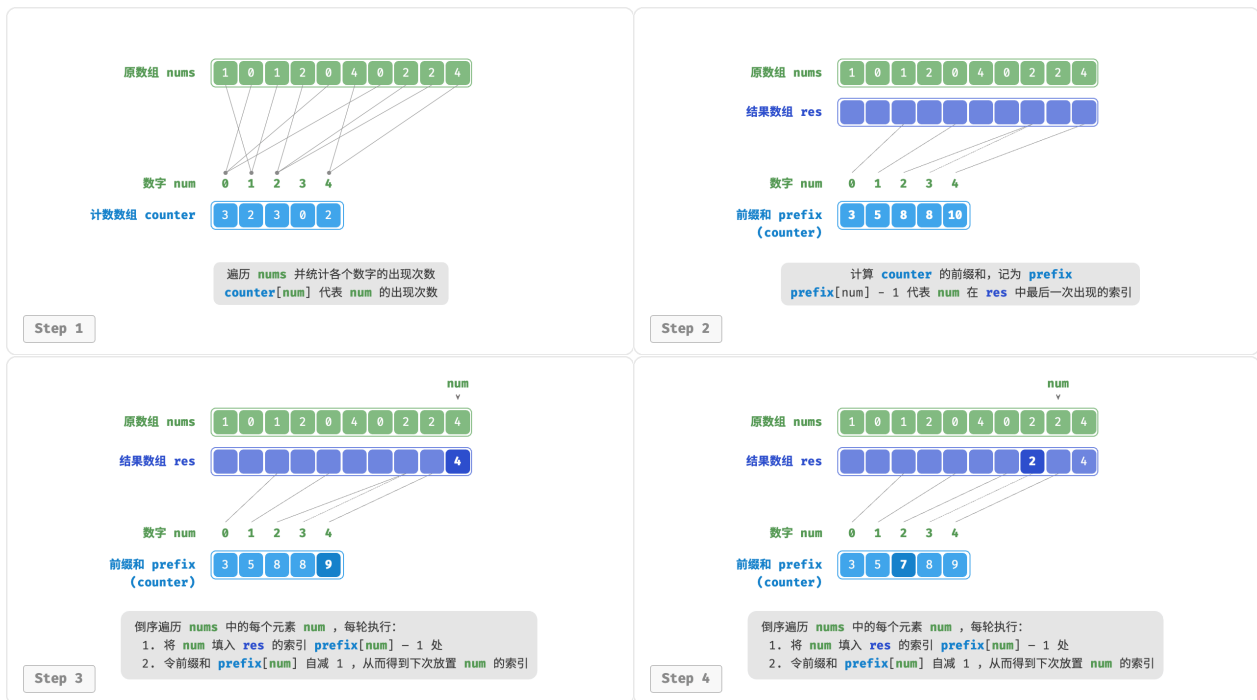 原数组 nums 1 0 1 2 0 4 0 2 2 4
数字 num 0 1 2 3 4
计数数组 counter 3 2 3 0 2
遍历 nums 并统计各个数字的出现次数
counter[num] 代表 num 的出现次数
Step 1
原数组 nums 1 0 1 2 0 4 0 2 2 4
结果数组 res
数字 num 0 1 2 3 4
前缀和 prefix 3 5 8 8 10
(counter)
计算 counter 的前缀和，记为 prefix
prefix[num] - 1 代表 num 在 res 中最后一次出现的索引
Step 2
num
原数组 nums 1 0 1 2 0 4 0 2 2 4
结果数组 res 4
数字 num 0 1 2 3 4
前缀和 prefix 3 5 8 8 9
(counter)
倒序遍历 nums 中的每个元素 num ，每轮执行：
1. 将 num 填入 res 的索引 prefix[num] – 1 处
2. 令前缀和 prefix[num] 自减 1 ，从而得到下次放置 num 的索引
Step 3
num
原数组 nums 1 0 1 2 0 4 0 2 2 4
结果数组 res 2 4
数字 num 0 1 2 3 4
前缀和 prefix 3 5 7 8 9
(counter)
倒序遍历 nums 中的每个元素 num ，每轮执行：
1. 将 num 填入 res 的索引 prefix[num] – 1 处
2. 令前缀和 prefix[num] 自减 1 ，从而得到下次放置 num 的索引
Step 4